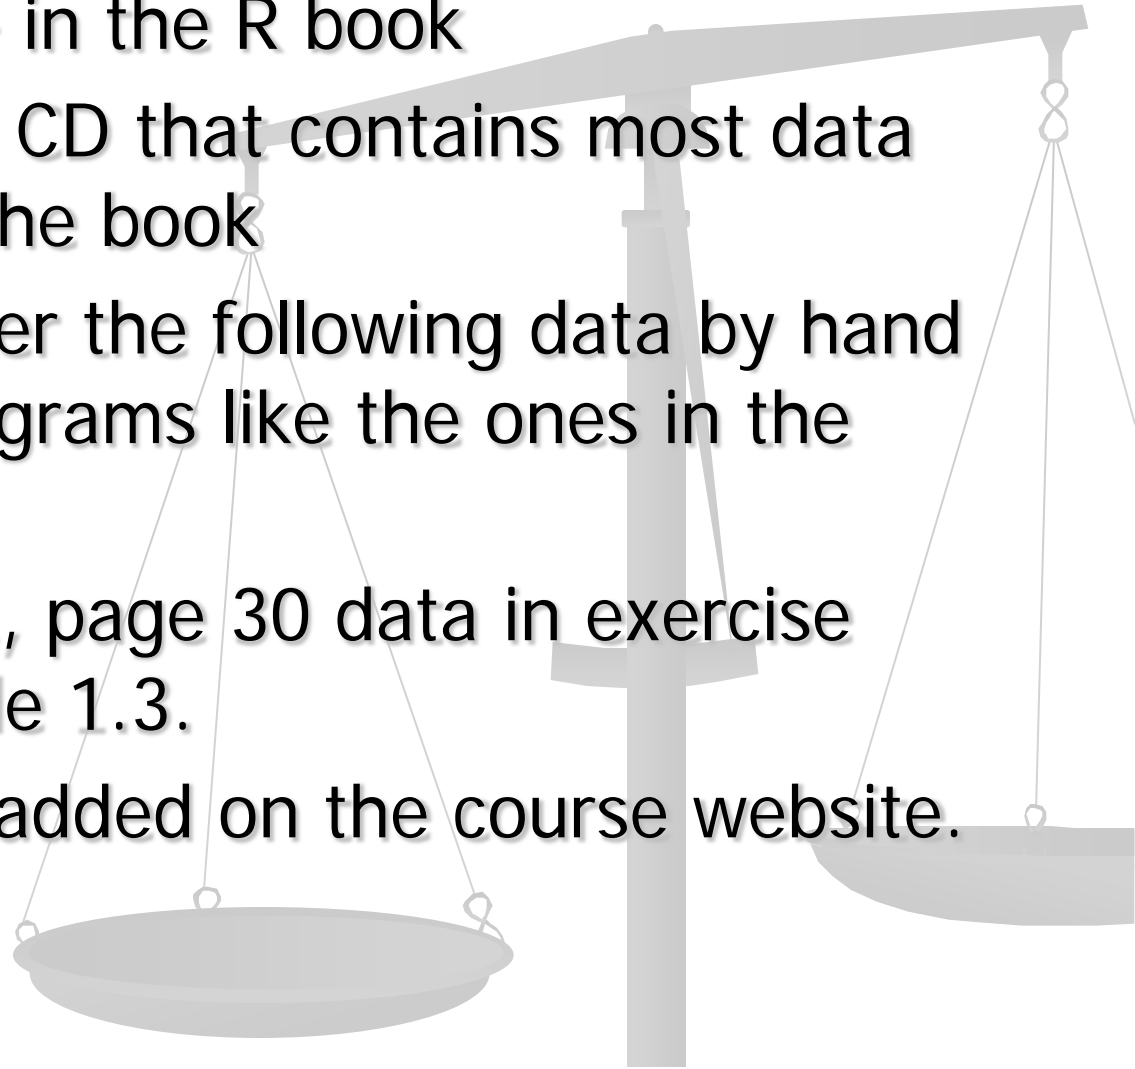 in the R book
CD that contains most data
he book
er the following data by hand
grams like the ones in the
, page 30 data in exercise
le 1.3.
added on the course website.